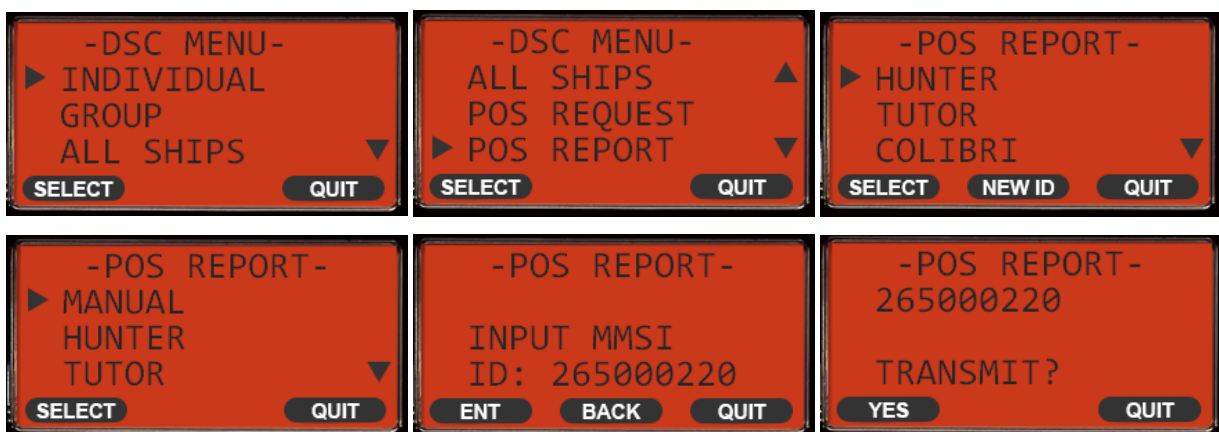 -DSC MENU-
INDIVIDUAL
GROUP
ALL SHIPS
SELECT QUIT
-DSC MENU-
ALL SHIPS
POS REQUEST
POS REPORT
SELECT QUIT
-POS REPORT-
HUNTER
TUTOR
COLIBRI
SELECT NEW ID QUIT
-POS REPORT-
MANUAL
HUNTER
TUTOR
SELECT QUIT
-POS REPORT-
INPUT MMSI
ID: 265000220
ENT BACK QUIT
-POS REPORT-
265000220
TRANSMIT?
YES QUIT